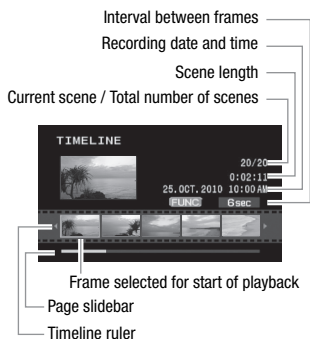 Interval between frames
Recording date and time
Scene length
Current scene / Total number of scenes
TIMELINE
20/20
0:02:11
25.OCT.2010 10:00AM
FUNC. 6sec
Frame selected for start of playback
Page slidebar
Timeline ruler